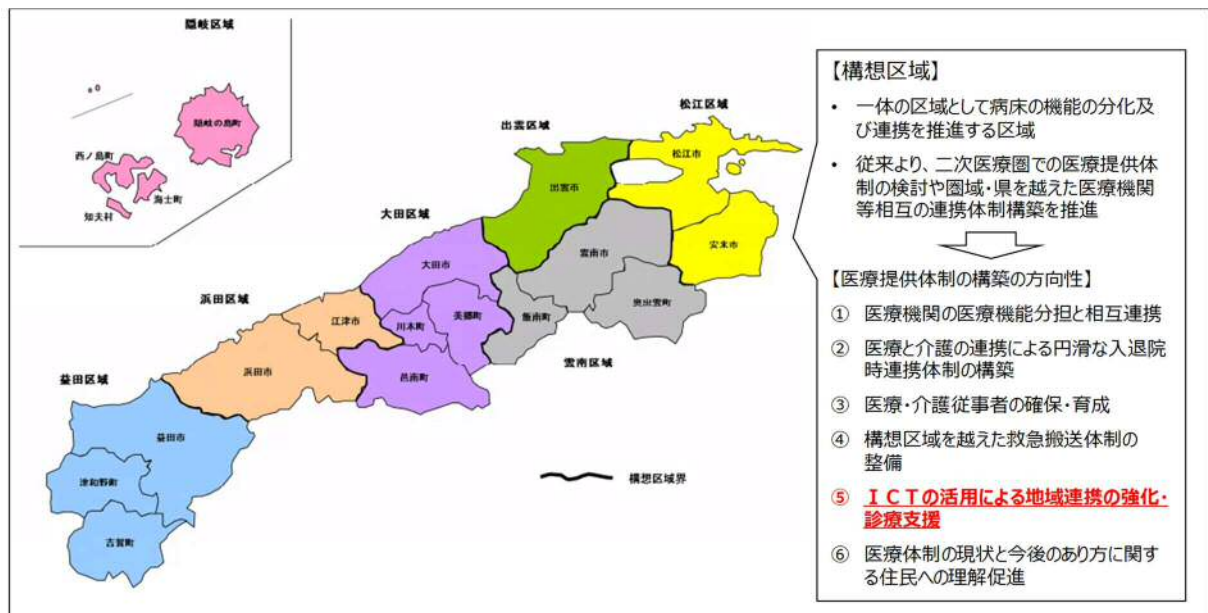 隠岐区域
隠岐の島町
西ノ島町
海士町
知夫村
松江区域
出雲区域
松江市
出雲市
大田区域
安来市
雲南市
大田市
奥出雲町
浜田区域
江津市
川本町
美郷町
飯南町
雲南区域
浜田市
邑南町
益田区域
益田市
津和野町
吉賀町
構想区域界
【構想区域】
• 一体の区域として病床の機能の分化及
び連携を推進する区域
• 従来より、二次医療圏での医療提供体
制の検討や圏域・県を越えた医療機関
等相互の連携体制構築を推進
【医療提供体制の構築の方向性】
① 医療機関の医療機能分担と相互連携
② 医療と介護の連携による円滑な入退院
時連携体制の構築
③ 医療・介護従事者の確保・育成
④ 構想区域を越えた救急搬送体制の
整備
⑤ ICTの活用による地域連携の強化・
診療支援
⑥ 医療体制の現状と今後のあり方に関す
る住民への理解促進